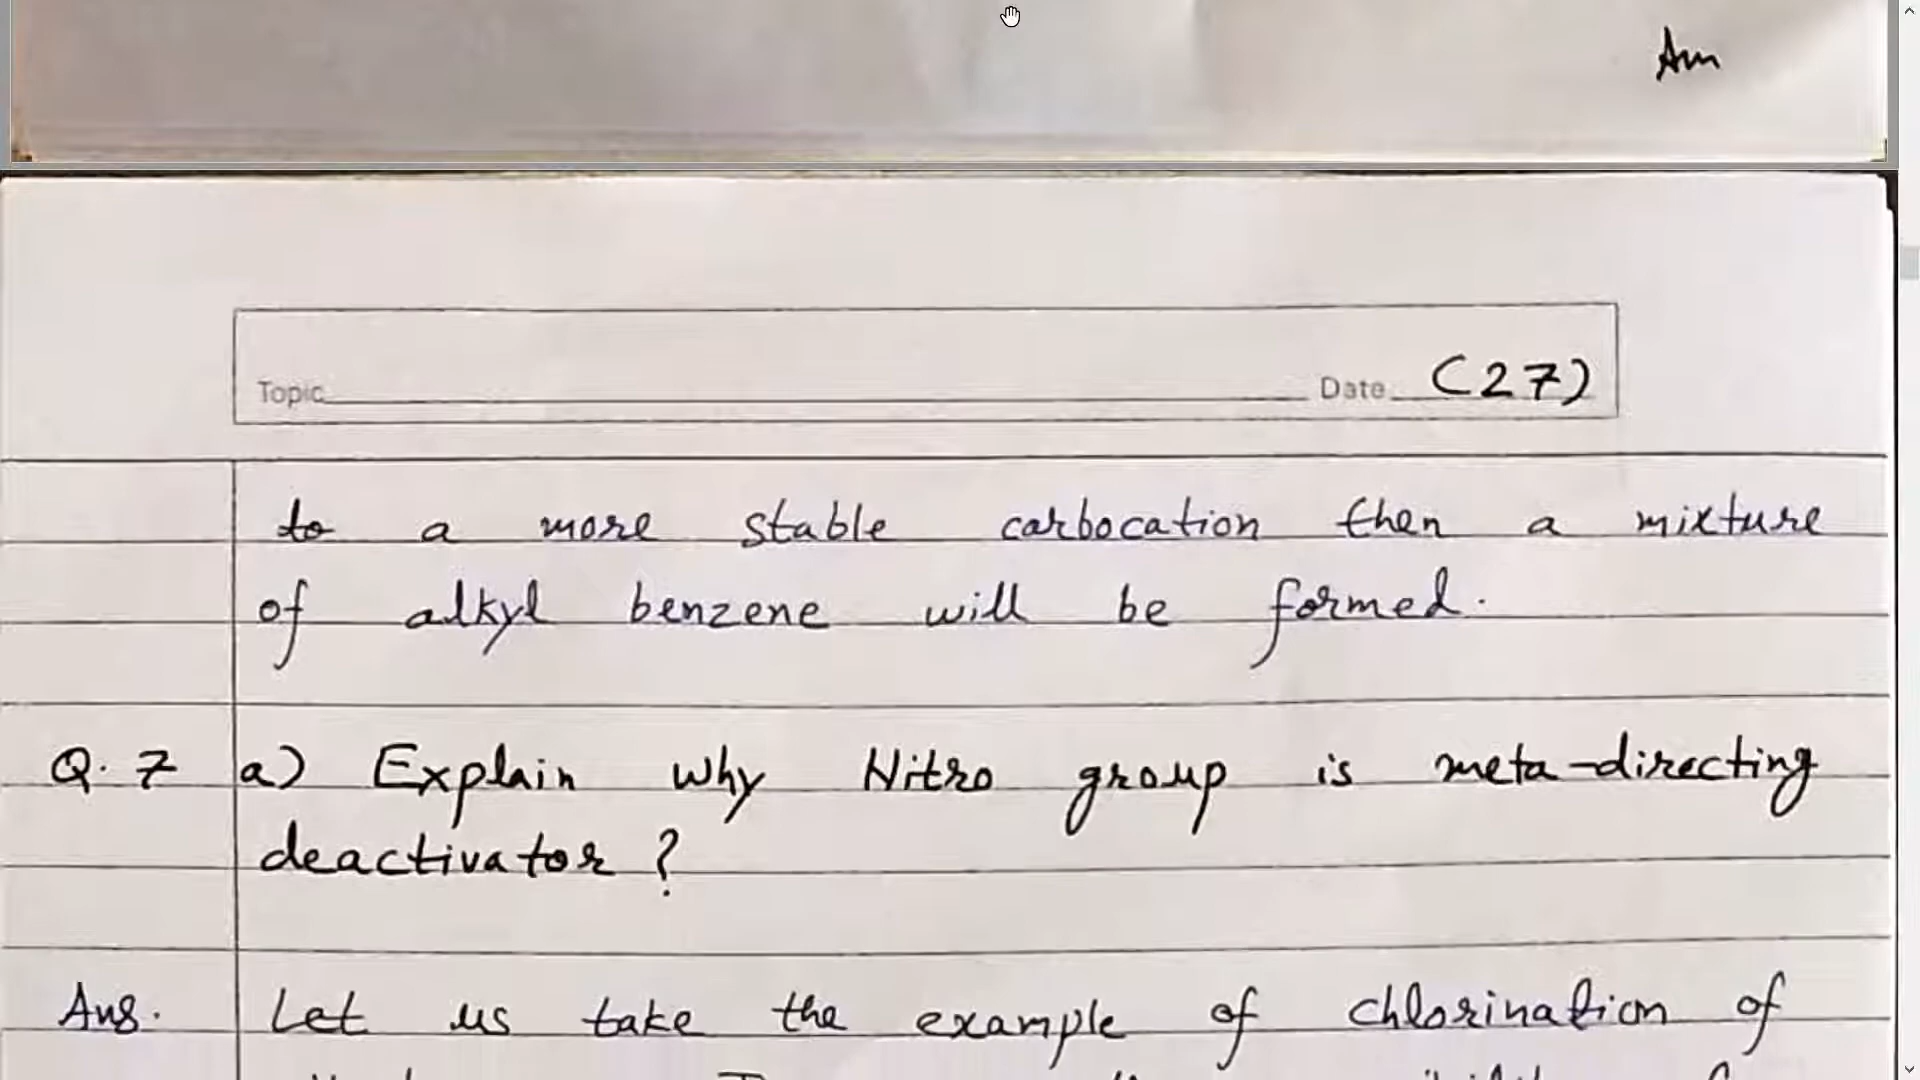 Am
Topic Date (27)
to a more stable carbocation then a mixture
of alkyl benzene will be formed.
Q. 7 a) Explain why Nitro group is meta-directing
deactivator ?
Ans. Let us take the example of chlorination of